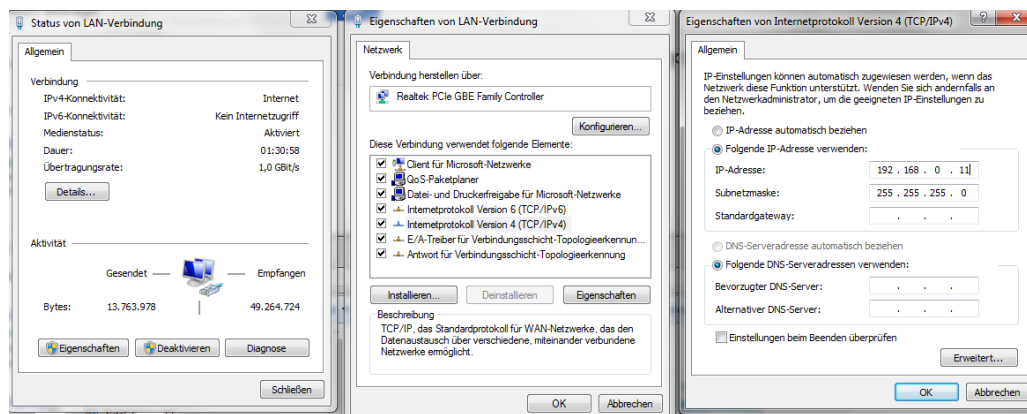 Status von LAN-Verbindung
Allgemein
Verbindung
IPv4-Konnektivität: Internet
IPv6-Konnektivität: Kein Internetzugriff
Medienstatus: Aktiviert
Dauer: 01:30:58
Übertragungsrate: 1,0 GBit/s
Details...
Aktivität
Gesendet Empfangen
Bytes: 13.763.978 49.264.724
Eigenschaften Deaktivieren Diagnose
Schließen
Eigenschaften von LAN-Verbindung
Netzwerk
Verbindung herstellen über:
Realtek PCIe GBE Family Controller
Konfigurieren...
Diese Verbindung verwendet folgende Elemente:
Client für Microsoft-Netzwerke
QoS-Paketplaner
Datei- und Druckerfreigabe für Microsoft-Netzwerke
Internetprotokoll Version 6 (TCP/IPv6)
Internetprotokoll Version 4 (TCP/IPv4)
E/A-Treiber für Verbindungsschicht-Topologieerkennun...
Antwort für Verbindungsschicht-Topologieerkennung
Installieren... Deinstallieren Eigenschaften
Beschreibung
TCP/IP, das Standardprotokoll für WAN-Netzwerke, das den
Datenaustausch über verschiedene, miteinander verbundene
Netzwerke ermöglicht.
OK Abbrechen
Eigenschaften von Internetprotokoll Version 4 (TCP/IPv4)
Allgemein
IP-Einstellungen können automatisch zugewiesen werden, wenn das
Netzwerk diese Funktion unterstützt. Wenden Sie sich andernfalls an
den Netzwerkadministrator, um die geeigneten IP-Einstellungen zu
beziehen.
IP-Adresse automatisch beziehen
Folgende IP-Adresse verwenden:
IP-Adresse: 192 . 168 . 0 . 11
Subnetzmaske: 255 . 255 . 255 . 0
Standardgateway: . . .
DNS-Serveradresse automatisch beziehen
Folgende DNS-Serveradressen verwenden:
Bevorzugter DNS-Server: . . .
Alternativer DNS-Server: . . .
Einstellungen beim Beenden überprüfen
Erweitert...
OK Abbrechen